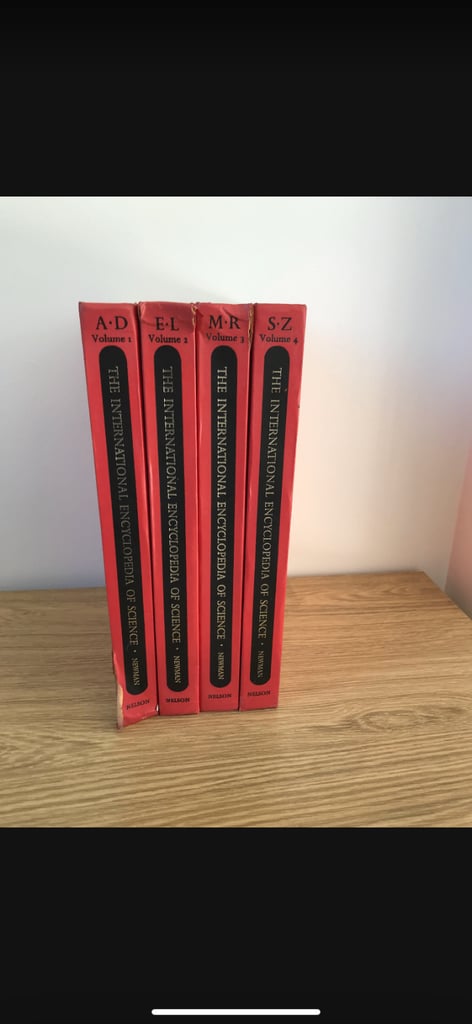 A·D
Volume 1
THE INTERNATIONAL ENCYCLOPEDIA OF SCIENCE · NEWMAN
NELSON
E·L
Volume 2
THE INTERNATIONAL ENCYCLOPEDIA OF SCIENCE · NEWMAN
NELSON
M·R
Volume 3
THE INTERNATIONAL ENCYCLOPEDIA OF SCIENCE · NEWMAN
NELSON
S·Z
Volume 4
THE INTERNATIONAL ENCYCLOPEDIA OF SCIENCE · NEWMAN
NELSON